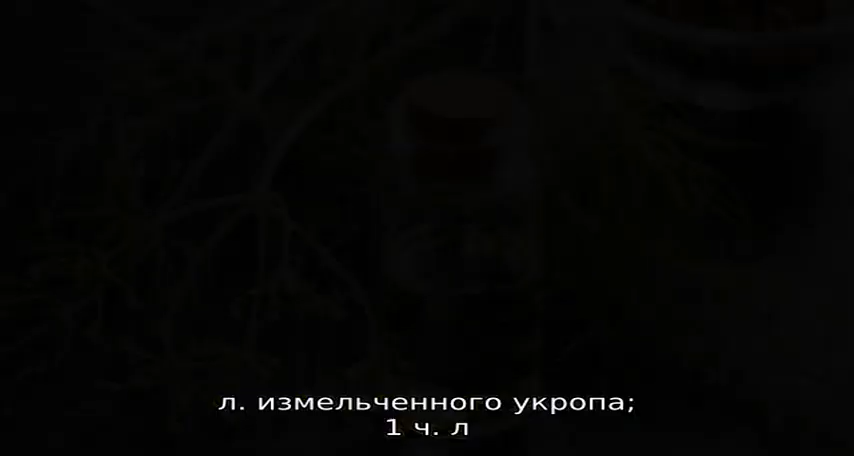 л. измельченного укропа;
1 ч. л